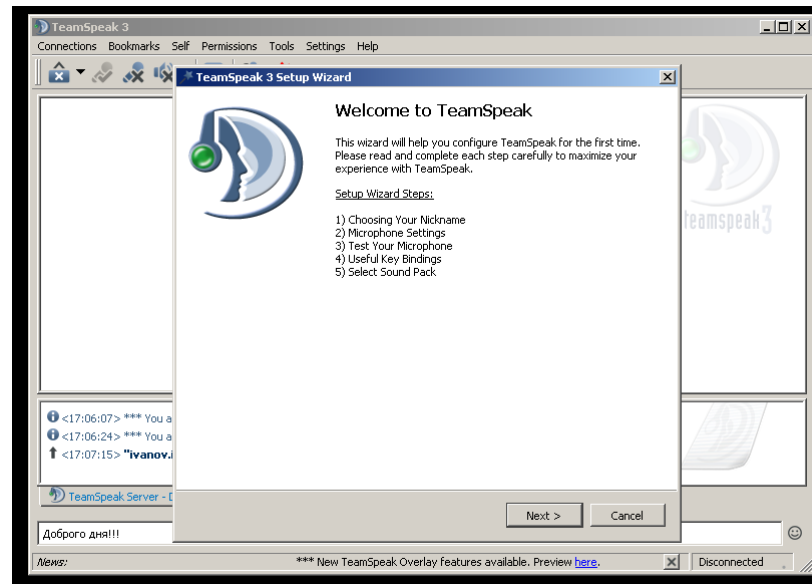 TeamSpeak 3
Connections Bookmarks Self Permissions Tools Settings Help
TeamSpeak 3 Setup Wizard
Welcome to TeamSpeak
This wizard will help you configure TeamSpeak for the first time.
Please read and complete each step carefully to maximize your
experience with TeamSpeak.
Setup Wizard Steps:
1) Choosing Your Nickname
2) Microphone Settings
3) Test Your Microphone
4) Useful Key Bindings
5) Select Sound Pack
teamspeak 3
<17:06:07> *** You a
<17:06:24> *** You a
<17:07:15> "ivanov.i
TeamSpeak Server - D
Next > Cancel
Доброго дня!!!
News: *** New TeamSpeak Overlay features available. Preview here. Disconnected